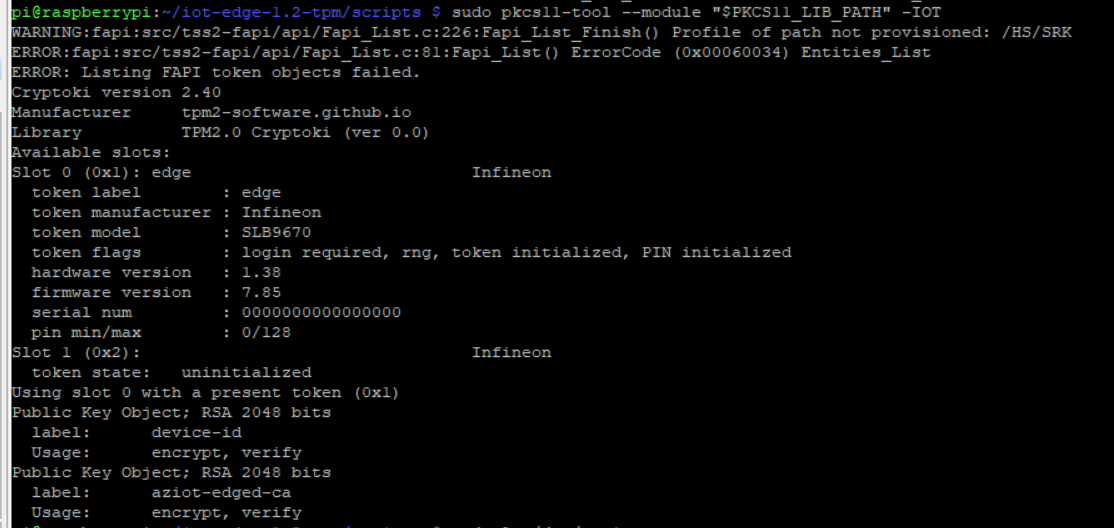 pi@raspberrypi:~/iot-edge-1.2-tpm/scripts $ sudo pkcs11-tool --module "$PKCS11_LIB_PATH" -IOT
WARNING:fapi:src/tss2-fapi/api/Fapi_List.c:226:Fapi_List_Finish() Profile of path not provisioned: /HS/SRK
ERROR:fapi:src/tss2-fapi/api/Fapi_List.c:81:Fapi_List() ErrorCode (0x00060034) Entities_List
ERROR: Listing FAPI token objects failed.
Cryptoki version 2.40
Manufacturer     tpm2-software.github.io
Library          TPM2.0 Cryptoki (ver 0.0)
Available slots:
Slot 0 (0x1): edge                            Infineon
  token label        : edge
  token manufacturer : Infineon
  token model        : SLB9670
  token flags        : login required, rng, token initialized, PIN initialized
  hardware version   : 1.38
  firmware version   : 7.85
  serial num         : 0000000000000000
  pin min/max        : 0/128
Slot 1 (0x2):                                 Infineon
  token state:   uninitialized
Using slot 0 with a present token (0x1)
Public Key Object; RSA 2048 bits
  label:      device-id
  Usage:      encrypt, verify
Public Key Object; RSA 2048 bits
  label:      aziot-edged-ca
  Usage:      encrypt, verify